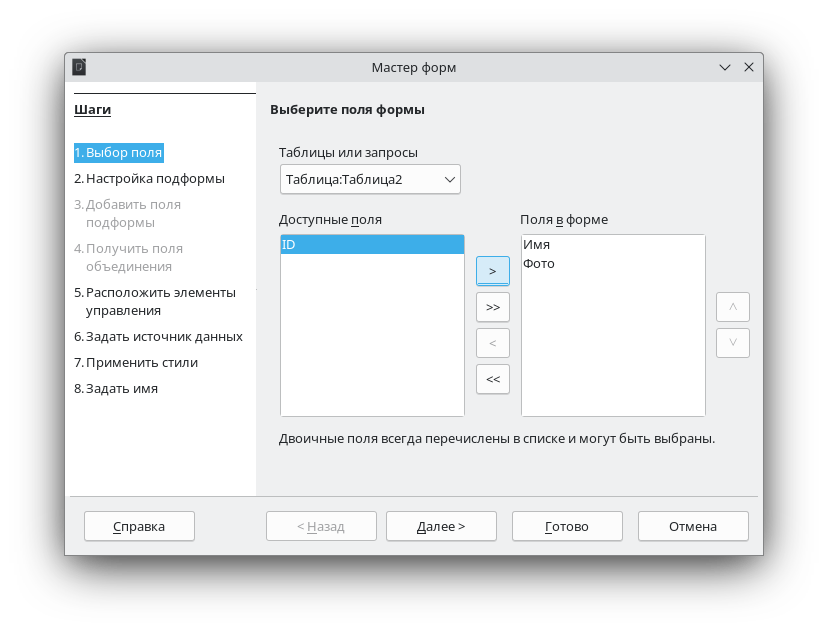 Мастер форм
Шаги
1. Выбор поля
2. Настройка подформы
3. Добавить поля
подформы
4. Получить поля
объединения
5. Расположить элементы
управления
6. Задать источник данных
7. Применить стили
8. Задать имя
Выберите поля формы
Таблицы или запросы
Таблица:Таблица2
Доступные поля
ID
>
>>
<
<<
Поля в форме
Имя
Фото
Двоичные поля всегда перечислены в списке и могут быть выбраны.
Справка
< Назад
Далее >
Готово
Отмена